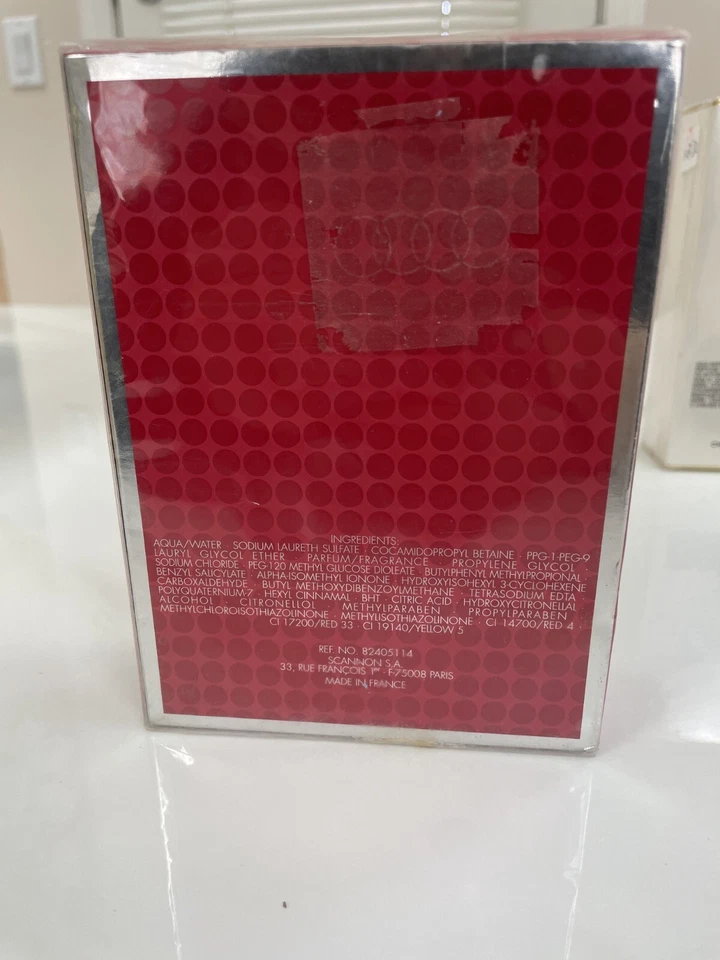 INGREDIENTS:
AQUA/WATER · SODIUM LAURETH SULFATE · COCAMIDOPROPYL BETAINE · PPG-1-PEG-9
LAURYL GLYCOL ETHER · PARFUM/FRAGRANCE · PROPYLENE GLYCOL ·
SODIUM CHLORIDE · PEG-120 METHYL GLUCOSE DIOLEATE · BUTYLPHENYL METHYLPROPIONAL ·
BENZYL SALICYLATE · ALPHA-ISOMETHYL IONONE · HYDROXYISOHEXYL 3-CYCLOHEXENE
CARBOXALDEHYDE · BUTYL METHOXYDIBENZOYLMETHANE · TETRASODIUM EDTA ·
POLYQUATERNIUM-7 · HEXYL CINNAMAL · BHT · CITRIC ACID · HYDROXYCITRONELLAL ·
ALCOHOL · CITRONELLOL · METHYLPARABEN · PROPYLPARABEN ·
METHYLCHLOROISOTHIAZOLINONE · METHYLISOTHIAZOLINONE · CI 14700/RED 4 ·
CI 17200/RED 33 · CI 19140/YELLOW 5
REF. NO. 82405114
SCANNON S.A.
33, RUE FRANÇOIS 1er · F-75008 PARIS
MADE IN FRANCE